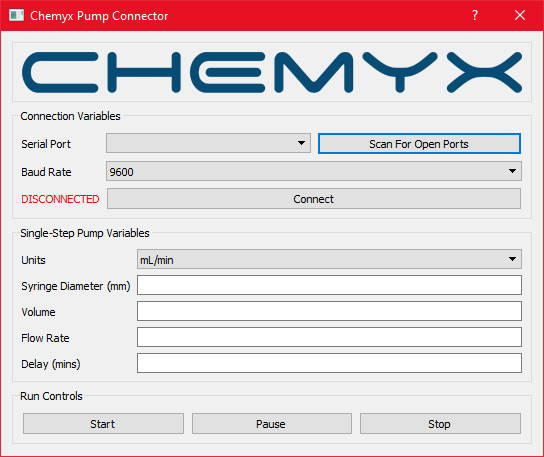 Chemyx Pump Connector ?
CHEMYX
Connection Variables
Serial Port Scan For Open Ports
Baud Rate 9600
DISCONNECTED Connect
Single-Step Pump Variables
Units mL/min
Syringe Diameter (mm)
Volume
Flow Rate
Delay (mins)
Run Controls
Start Pause Stop